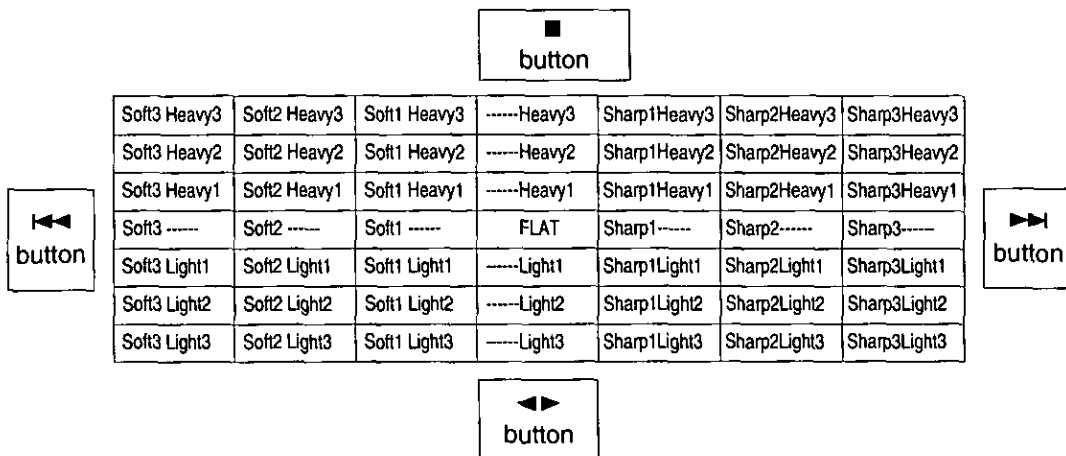 ■
button
Soft3 Heavy3 Soft2 Heavy3 Soft1 Heavy3 ------Heavy3 Sharp1Heavy3 Sharp2Heavy3 Sharp3Heavy3
Soft3 Heavy2 Soft2 Heavy2 Soft1 Heavy2 ------Heavy2 Sharp1Heavy2 Sharp2Heavy2 Sharp3Heavy2
Soft3 Heavy1 Soft2 Heavy1 Soft1 Heavy1 ------Heavy1 Sharp1Heavy1 Sharp2Heavy1 Sharp3Heavy1
Soft3 ------ Soft2 ------ Soft1 ------ FLAT Sharp1------ Sharp2------ Sharp3------
Soft3 Light1 Soft2 Light1 Soft1 Light1 ------Light1 Sharp1Light1 Sharp2Light1 Sharp3Light1
Soft3 Light2 Soft2 Light2 Soft1 Light2 ------Light2 Sharp1Light2 Sharp2Light2 Sharp3Light2
Soft3 Light3 Soft2 Light3 Soft1 Light3 ------Light3 Sharp1Light3 Sharp2Light3 Sharp3Light3
⏮
button
⏭
button
◀▶
button